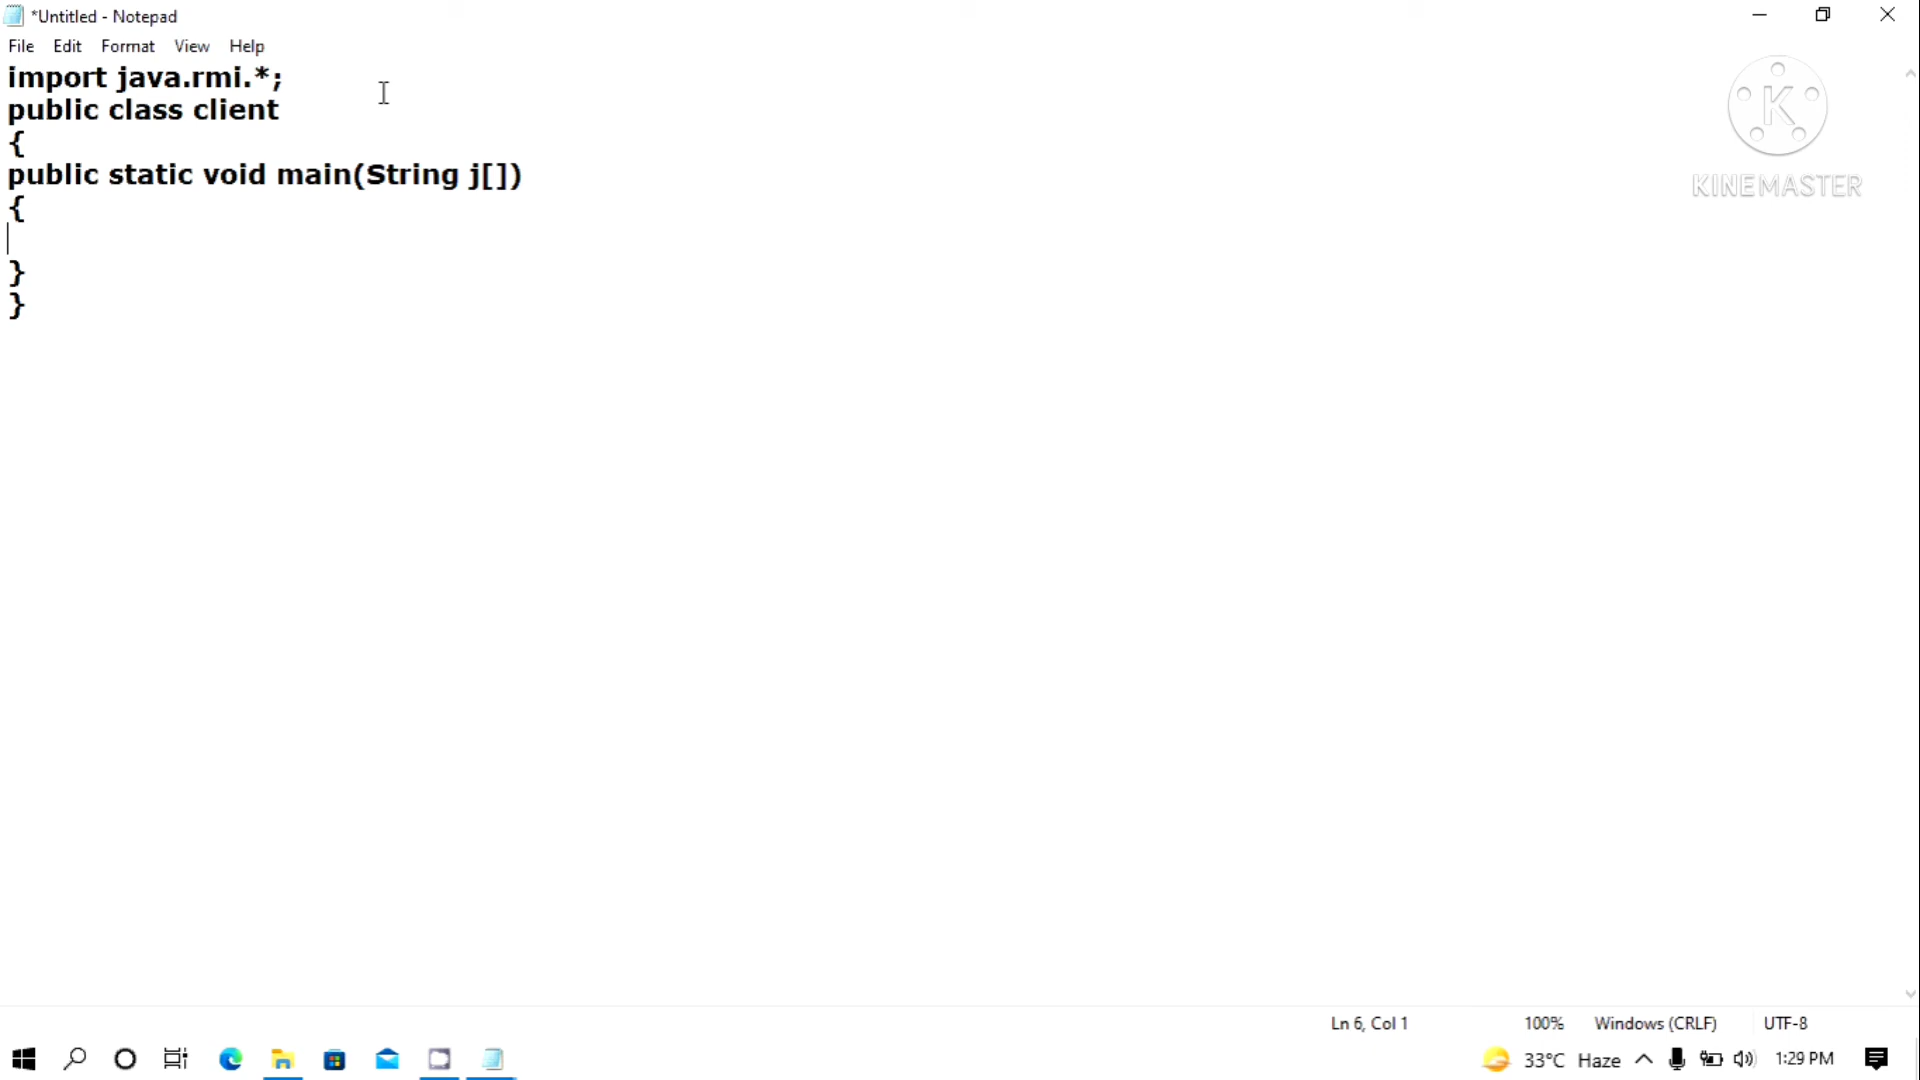 *Untitled - Notepad
File Edit Format View Help
import java.rmi.*;
public class client
{
public static void main(String j[])
{
}
}
K
KINEMASTER
Ln 6, Col 1 100% Windows (CRLF) UTF-8
33°C Haze 1:29 PM